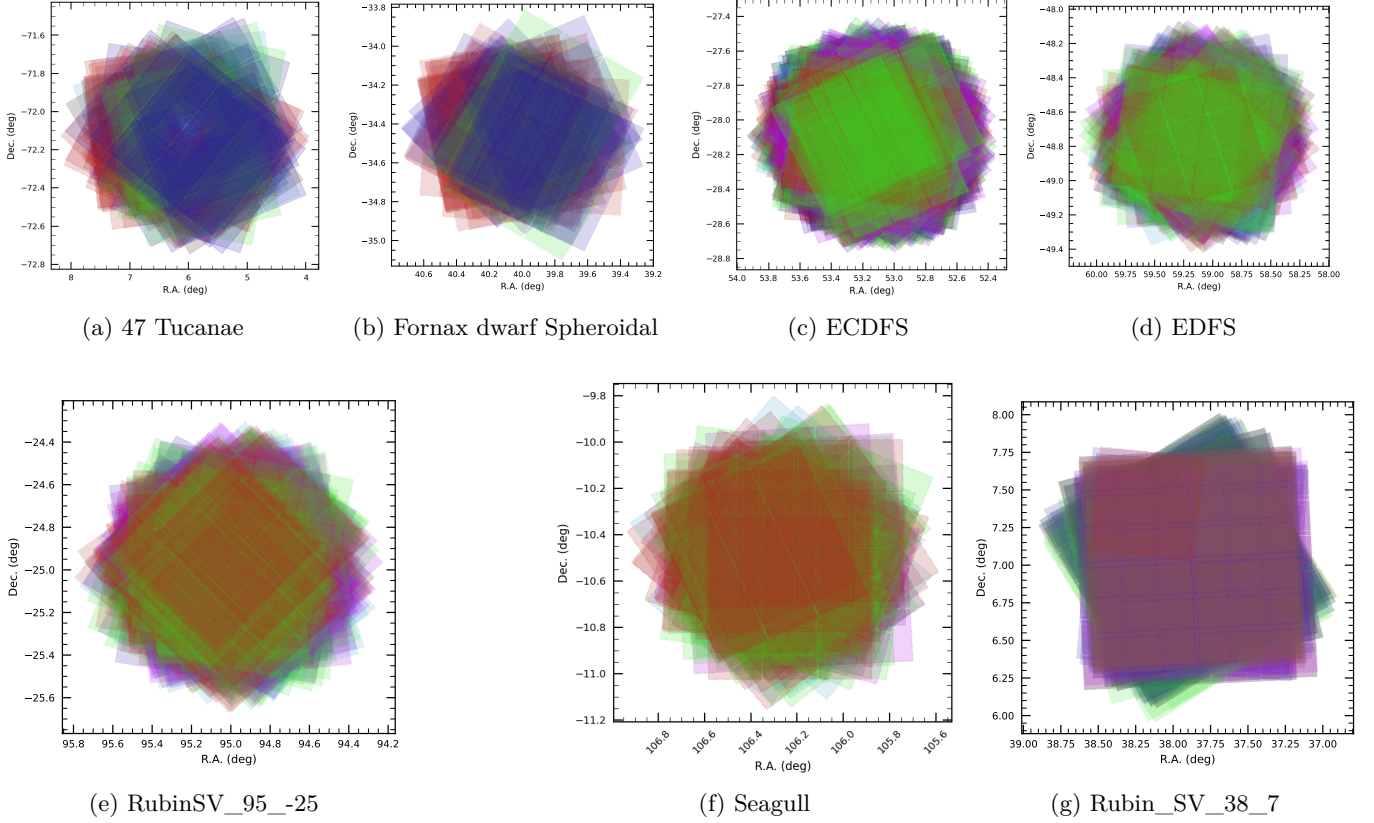 −71.6
−71.8
−72.0
−72.2
−72.4
−72.6
−72.8
Dec. (deg)
8 7 6 5 4
R.A. (deg)
(a) 47 Tucanae
−33.8
−34.0
−34.2
−34.4
−34.6
−34.8
−35.0
Dec. (deg)
40.6 40.4 40.2 40.0 39.8 39.6 39.4 39.2
R.A. (deg)
(b) Fornax dwarf Spheroidal
−27.4
−27.6
−27.8
−28.0
−28.2
−28.4
−28.6
−28.8
Dec. (deg)
54.0 53.8 53.6 53.4 53.2 53.0 52.8 52.6 52.4
R.A. (deg)
(c) ECDFS
−48.0
−48.2
−48.4
−48.6
−48.8
−49.0
−49.2
−49.4
Dec. (deg)
60.00 59.75 59.50 59.25 59.00 58.75 58.50 58.25 58.00
R.A. (deg)
(d) EDFS
−24.4
−24.6
−24.8
−25.0
−25.2
−25.4
−25.6
Dec. (deg)
95.8 95.6 95.4 95.2 95.0 94.8 94.6 94.4 94.2
R.A. (deg)
(e) RubinSV_95_-25
−9.8
−10.0
−10.2
−10.4
−10.6
−10.8
−11.0
−11.2
Dec. (deg)
106.8 106.6 106.4 106.2 106.0 105.8 105.6
R.A. (deg)
(f) Seagull
8.00
7.75
7.50
7.25
7.00
6.75
6.50
6.25
6.00
Dec. (deg)
39.00 38.75 38.50 38.25 38.00 37.75 37.50 37.25 37.00
R.A. (deg)
(g) Rubin_SV_38_7